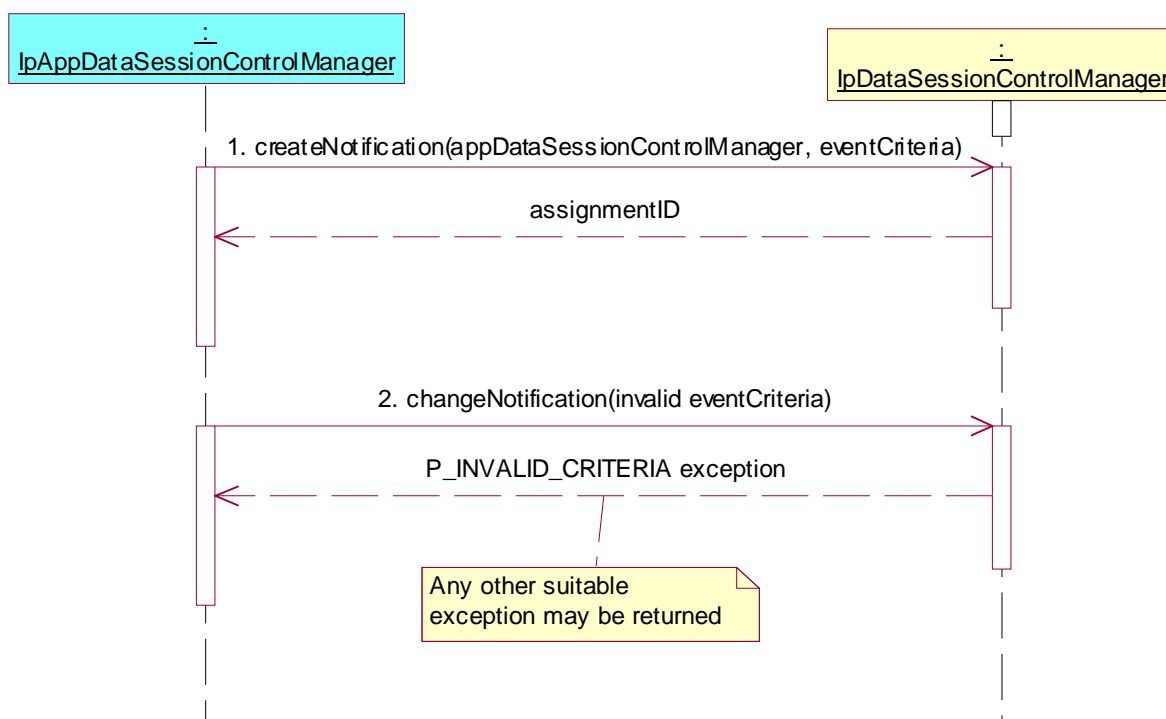 :
IpAppDataSessionControlManager
:
IpDataSessionControlManager
1. createNotification(appDataSessionControlManager, eventCriteria)
assignmentID
2. changeNotification(invalid eventCriteria)
P_INVALID_CRITERIA exception
Any other suitable
exception may be returned